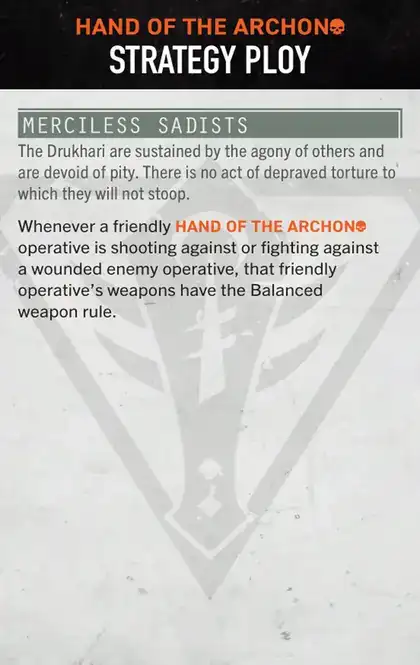 HAND OF THE ARCHON
STRATEGY PLOY
MERCILESS SADISTS
The Drukhari are sustained by the agony of others and
are devoid of pity. There is no act of depraved torture to
which they will not stoop.
Whenever a friendly HAND OF THE ARCHON
operative is shooting against or fighting against
a wounded enemy operative, that friendly
operative’s weapons have the Balanced
weapon rule.